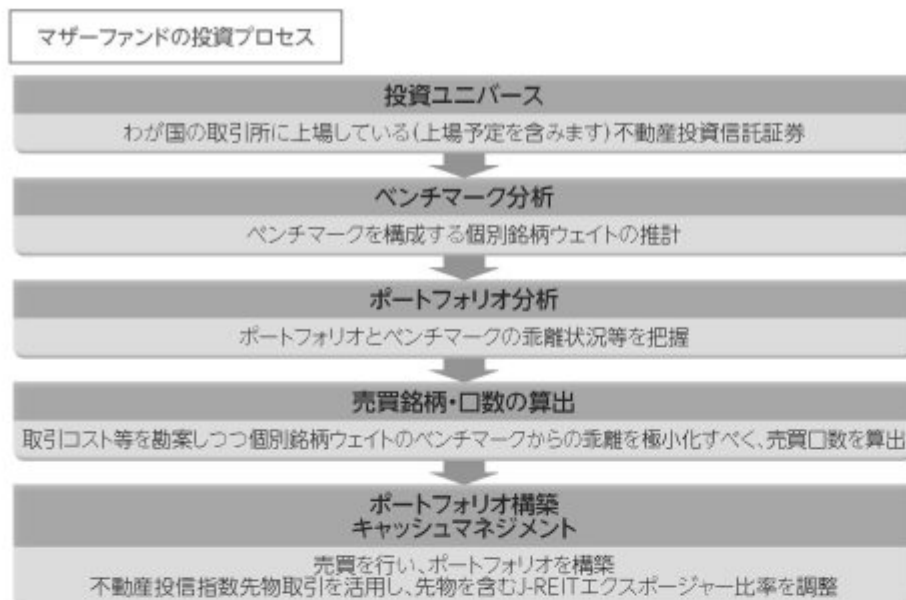 マザーファンドの投資プロセス
投資ユニバース
わが国の取引所に上場している(上場予定を含みます)不動産投資信託証券
ベンチマーク分析
ベンチマークを構成する個別銘柄ウェイトの推計
ポートフォリオ分析
ポートフォリオとベンチマークの乖離状況等を把握
売買銘柄・口数の算出
取引コスト等を勘案しつつ個別銘柄ウェイトのベンチマークからの乖離を極小化すべく、売買口数を算出
ポートフォリオ構築
キャッシュマネジメント
売買を行い、ポートフォリオを構築
不動産投信指数先物取引を活用し、先物を含むJ-REITエクスポージャー比率を調整